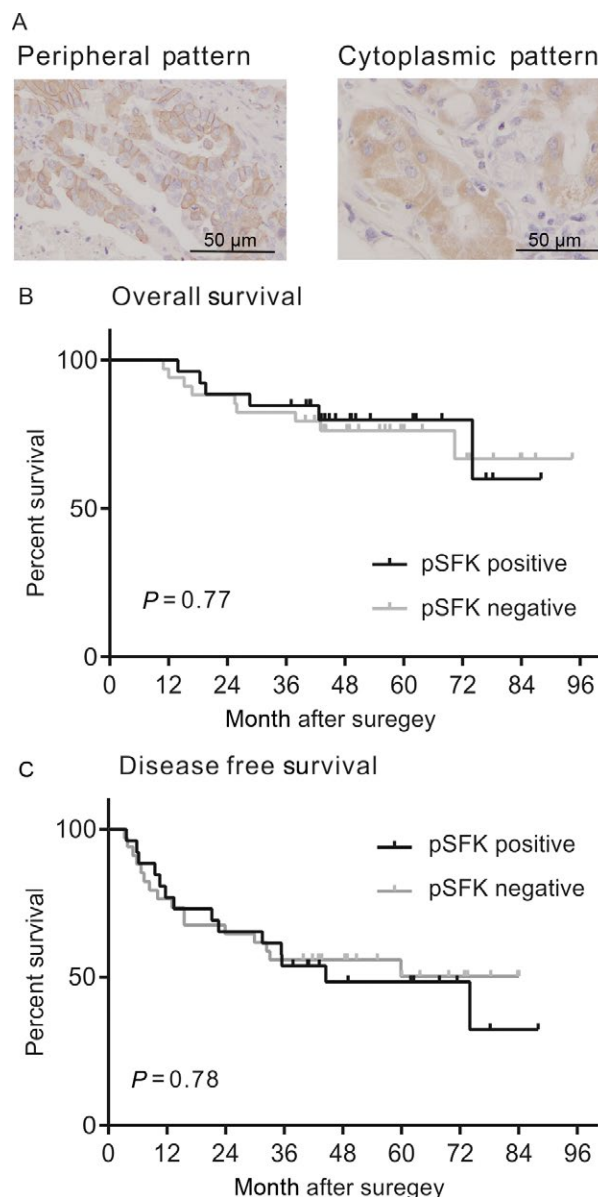 A
Peripheral pattern
Cytoplasmic pattern
50 µm
50 µm
B
Overall survival
100
50
0
Percent survival
pSFK positive
pSFK negative
P = 0.77
0 12 24 36 48 60 72 84 96
Month after suregey
C
Disease free survival
100
50
0
Percent survival
pSFK positive
pSFK negative
P = 0.78
0 12 24 36 48 60 72 84 96
Month after suregey